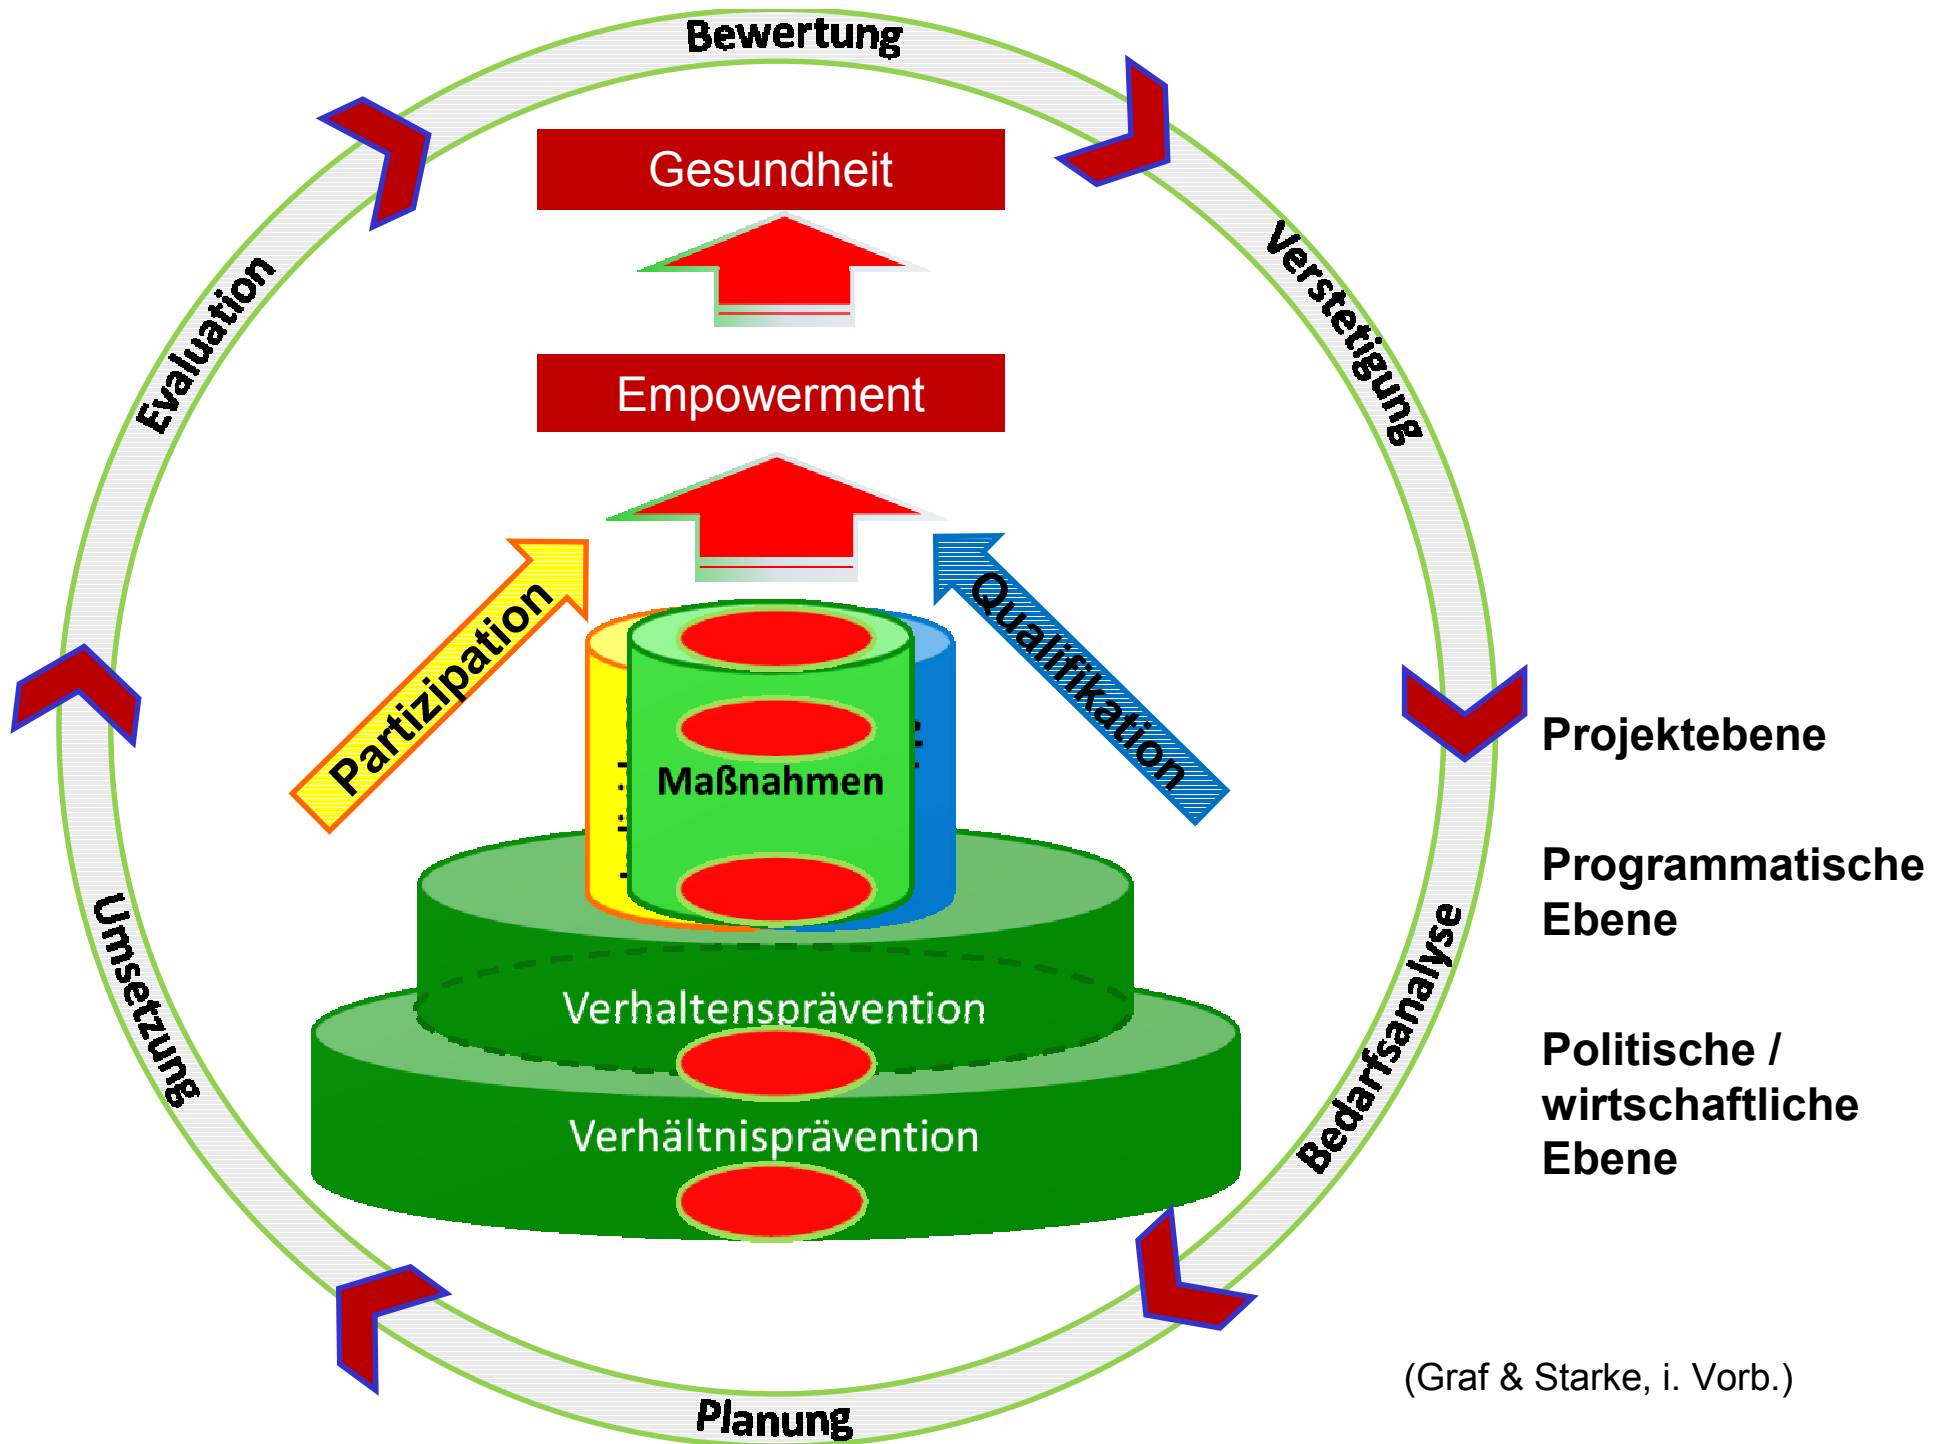 Bewertung
Gesundheit
Verstetigung
Evaluation
Empowerment
Partizipation
Qualifikation
Maßnahmen
Projektebene
Programmatische
Ebene
Umsetzung
Verhaltensprävention
Bedarfsanalyse
Politische /
wirtschaftliche
Ebene
Verhältnisprävention
(Graf & Starke, i. Vorb.)
Planung